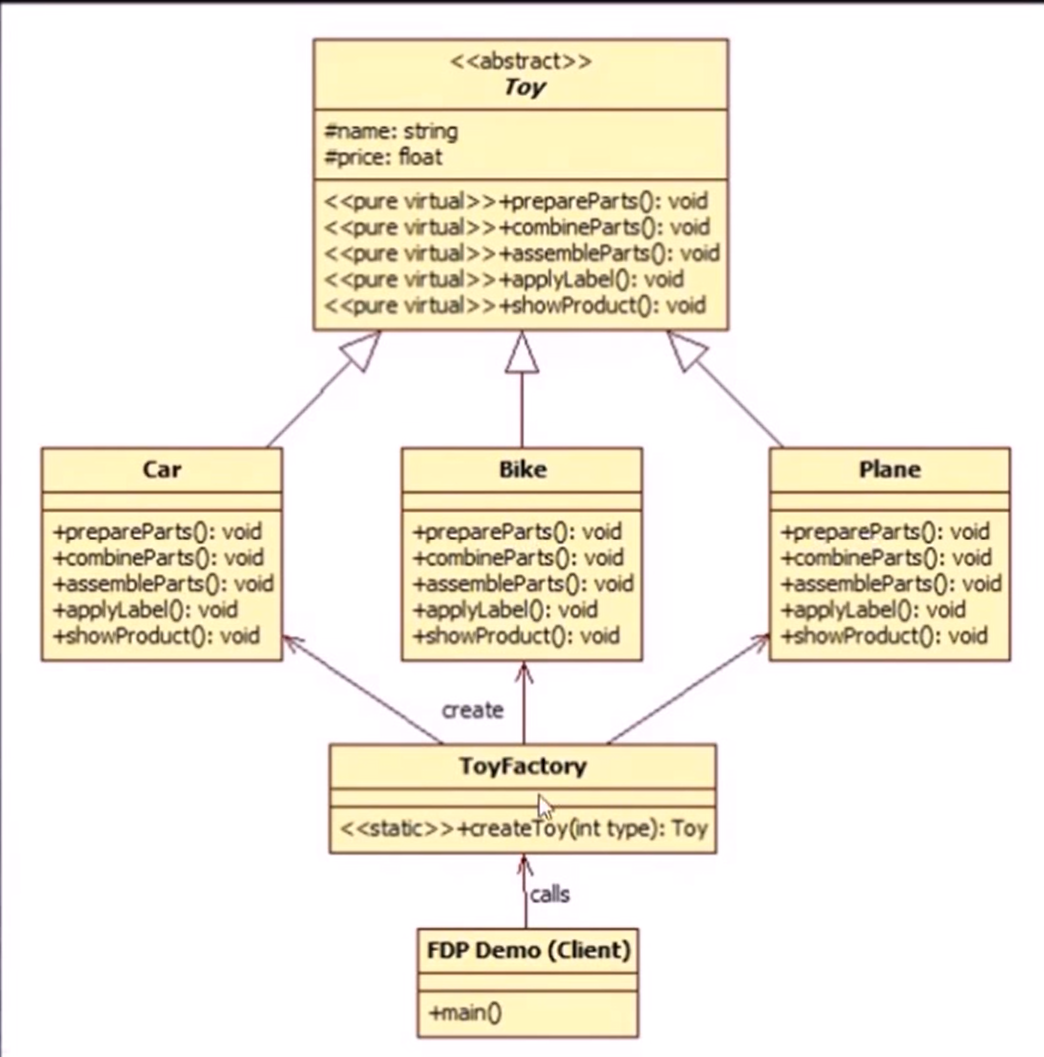 <<abstract>>
Toy
#name: string
#price: float
<<pure virtual>>+prepareParts(): void
<<pure virtual>>+combineParts(): void
<<pure virtual>>+assembleParts(): void
<<pure virtual>>+applyLabel(): void
<<pure virtual>>+showProduct(): void
Car
+prepareParts(): void
+combineParts(): void
+assembleParts(): void
+applyLabel(): void
+showProduct(): void
Bike
+prepareParts(): void
+combineParts(): void
+assembleParts(): void
+applyLabel(): void
+showProduct(): void
Plane
+prepareParts(): void
+combineParts(): void
+assembleParts(): void
+applyLabel(): void
+showProduct(): void
create
ToyFactory
<<static>>+createToy(int type): Toy
calls
FDP Demo (Client)
+main()